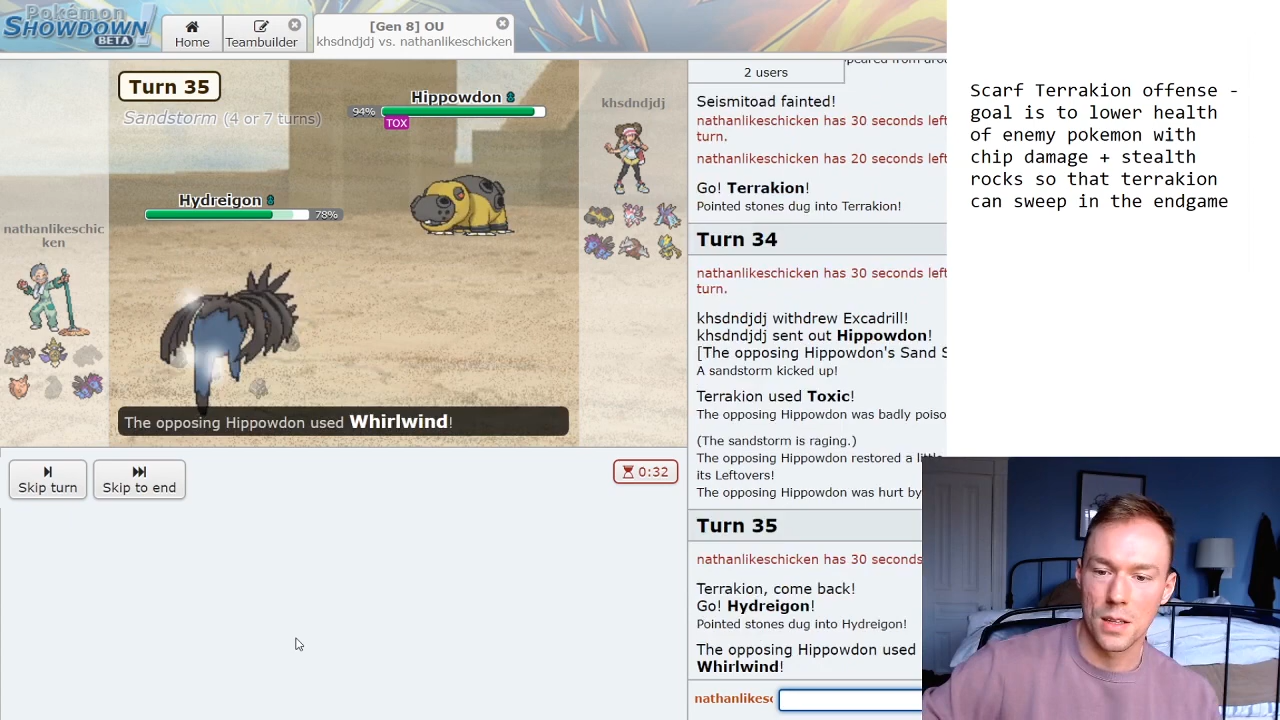 Pokémon
SHOWDOWN!
BETA
Home
Teambuilder
[Gen 8] OU
khsdndjdj vs. nathanlikeschicken
Turn 35
Sandstorm (4 or 7 turns)
Hippowdon
94%
TOX
Hydreigon
78%
nathanlikeschic
ken
khsdndjdj
The opposing Hippowdon used Whirlwind!
Skip turn
Skip to end
0:32
2 users
Seismitoad fainted!
nathanlikeschicken has 30 seconds left
turn.
nathanlikeschicken has 20 seconds left
Go! Terrakion!
Pointed stones dug into Terrakion!
Turn 34
nathanlikeschicken has 30 seconds left
turn.
khsdndjdj withdrew Excadrill!
khsdndjdj sent out Hippowdon!
[The opposing Hippowdon's Sand S
A sandstorm kicked up!
Terrakion used Toxic!
The opposing Hippowdon was badly poiso
(The sandstorm is raging.)
The opposing Hippowdon restored a little
its Leftovers!
The opposing Hippowdon was hurt by
Turn 35
nathanlikeschicken has 30 seconds
Terrakion, come back!
Go! Hydreigon!
Pointed stones dug into Hydreigon!
The opposing Hippowdon used
Whirlwind!
nathanlikes
Scarf Terrakion offense -
goal is to lower health
of enemy pokemon with
chip damage + stealth
rocks so that terrakion
can sweep in the endgame